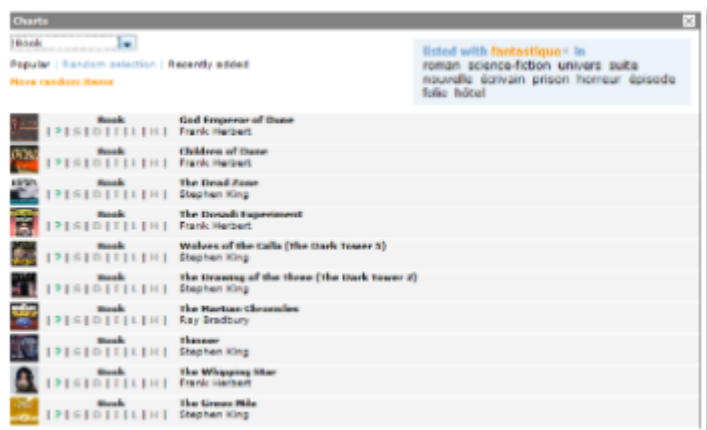 Charts
Book
listed with fantastique × in
Popular | Random selection | Recently added
roman science-fiction univers suite
More random items
nouvelle écrivain prison horreur épisode
folie hôtel
Book God Emperor of Dune
[ ? ] [ S ] [ D ] [ T ] [ L ] [ H ] Frank Herbert
Book Children of Dune
[ ? ] [ S ] [ D ] [ T ] [ L ] [ H ] Frank Herbert
Book The Dead Zone
[ ? ] [ S ] [ D ] [ T ] [ L ] [ H ] Stephen King
Book The Dosadi Experiment
[ ? ] [ S ] [ D ] [ T ] [ L ] [ H ] Frank Herbert
Book Wolves of the Calla (The Dark Tower 5)
[ ? ] [ S ] [ D ] [ T ] [ L ] [ H ] Stephen King
Book The Drawing of the three (The Dark Tower 2)
[ ? ] [ S ] [ D ] [ T ] [ L ] [ H ] Stephen King
Book The Martian Chronicles
[ ? ] [ S ] [ D ] [ T ] [ L ] [ H ] Ray Bradbury
Book Thinner
[ ? ] [ S ] [ D ] [ T ] [ L ] [ H ] Stephen King
Book The Whipping Star
[ ? ] [ S ] [ D ] [ T ] [ L ] [ H ] Frank Herbert
Book The Green Mile
[ ? ] [ S ] [ D ] [ T ] [ L ] [ H ] Stephen King